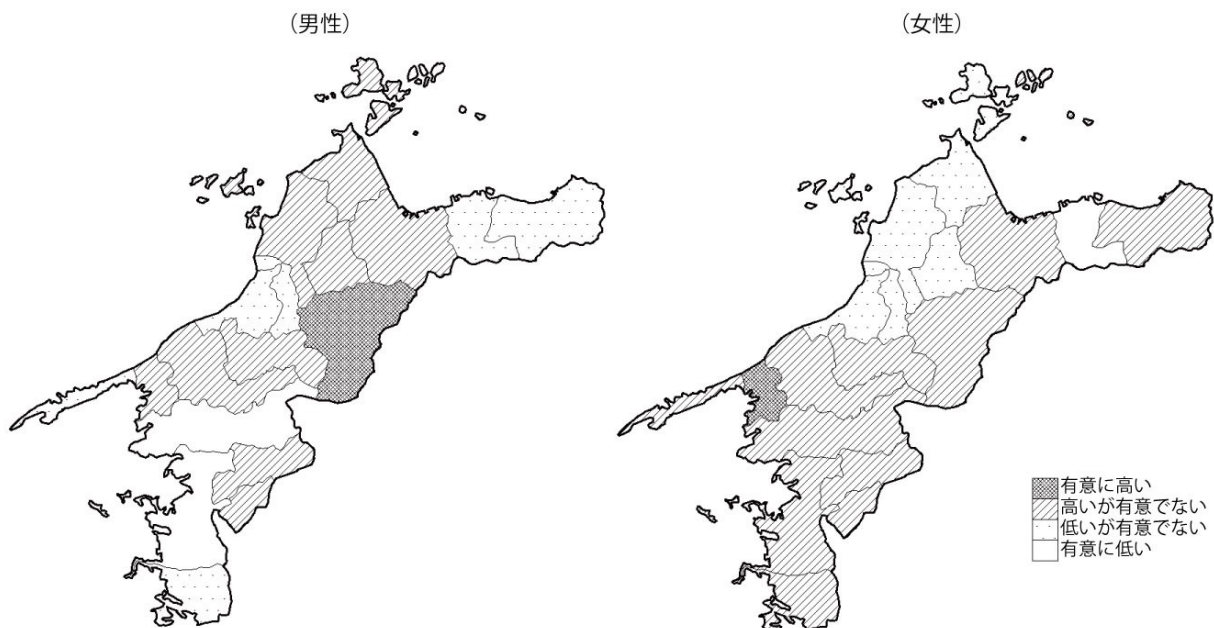 （男性）
（女性）
有意に高い
高いが有意でない
低いが有意でない
有意に低い